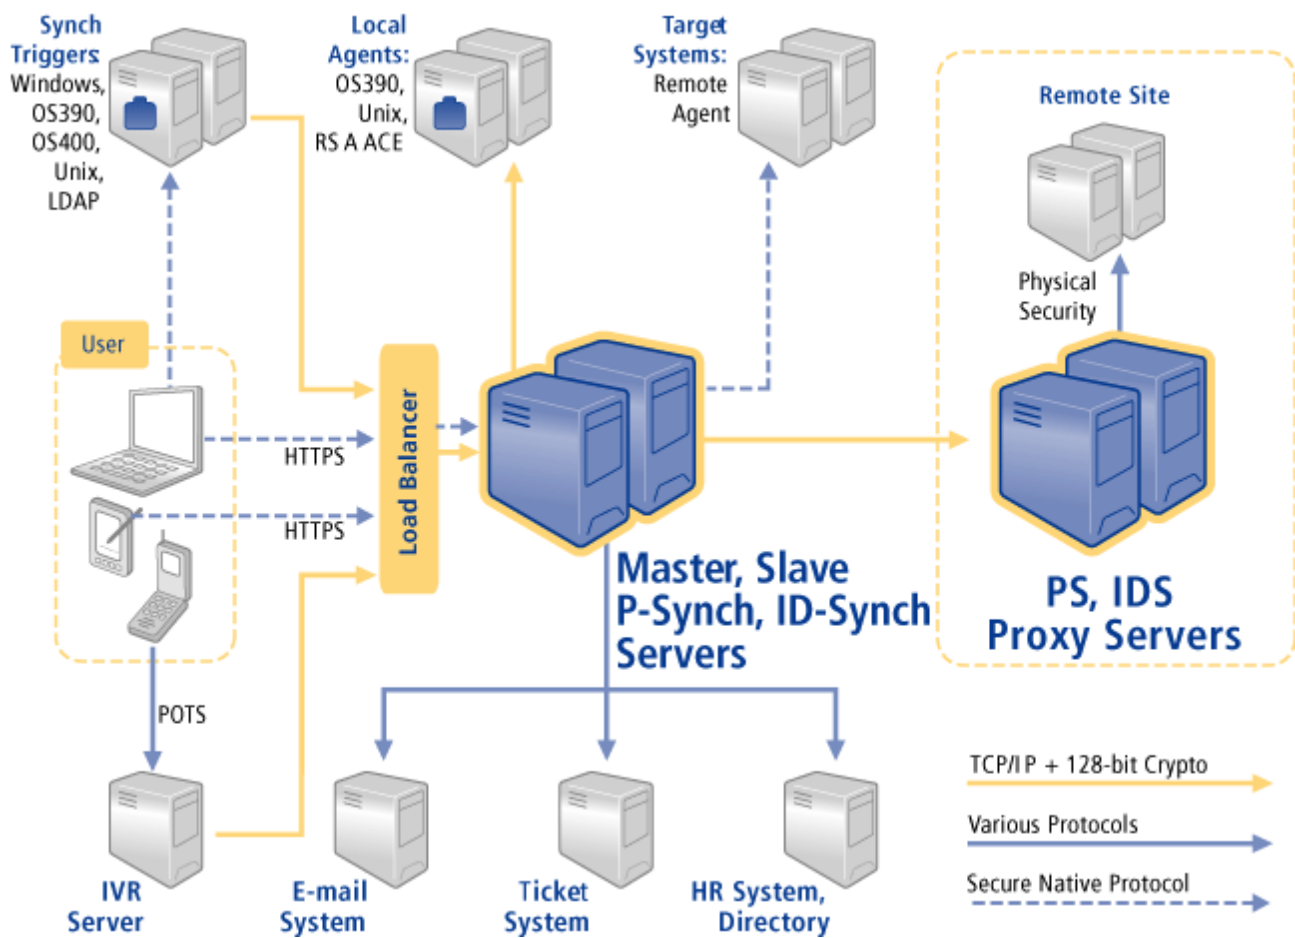 Synch
Triggers:
Windows,
OS390,
OS400,
Unix,
LDAP
Local
Agents:
OS390,
Unix,
RS A ACE
Target
Systems:
Remote
Agent
Remote Site
Physical
Security
User
HTTPS
HTTPS
Load Balancer
Master, Slave
P-Synch, ID-Synch
Servers
PS, IDS
Proxy Servers
POTS
IVR
Server
E-mail
System
Ticket
System
HR System,
Directory
TCP/IP + 128-bit Crypto
Various Protocols
Secure Native Protocol